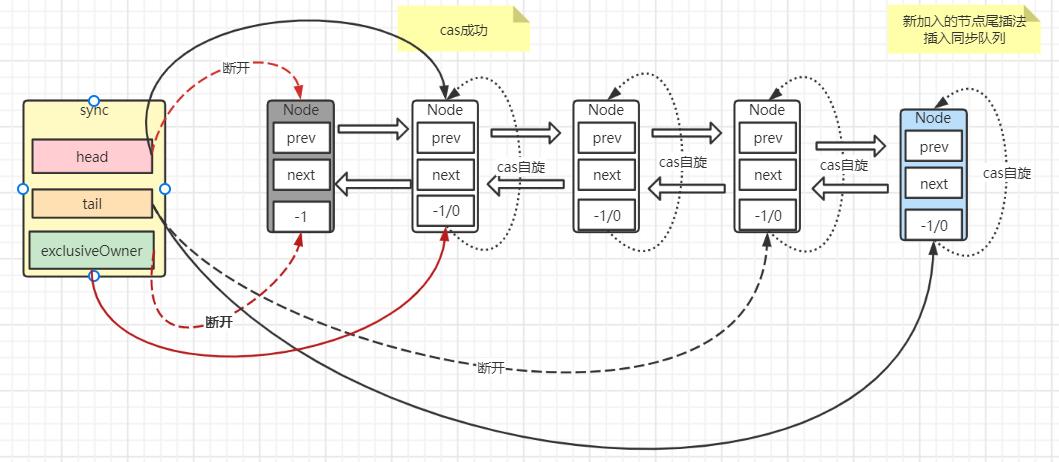 cas成功
新加入的节点尾插法
插入同步队列
断开
sync
head
tail
exclusiveOwner
Node
prev
next
-1
Node
prev
next
-1/0
cas自旋
Node
prev
next
-1/0
cas自旋
Node
prev
next
-1/0
cas自旋
Node
prev
next
-1/0
cas自旋
断开
断开